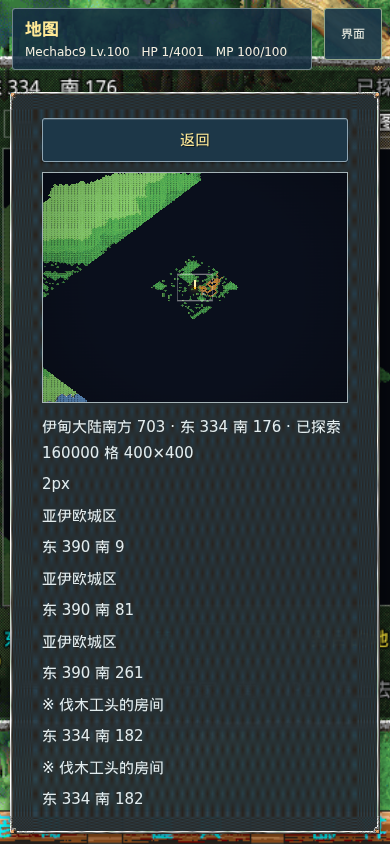 地图
Mechabc9 Lv.100 HP 1/4001 MP 100/100
界面
334 南 176
已探
返回
伊甸大陆南方 703 · 东 334 南 176 · 已探索
160000 格 400×400
2px
亚伊欧城区
东 390 南 9
亚伊欧城区
东 390 南 81
亚伊欧城区
东 390 南 261
※ 伐木工头的房间
东 334 南 182
※ 伐木工头的房间
东 334 南 182